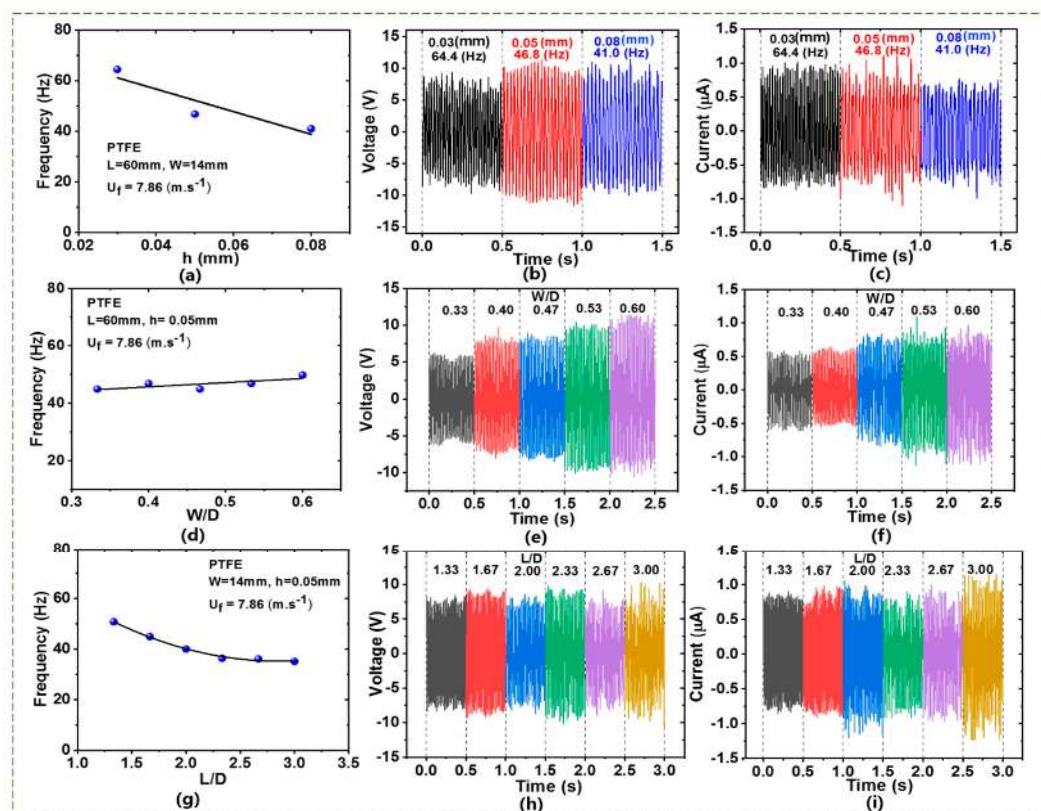 80
60
40
20
0
Frequency (Hz)
PTFE
L=60mm, W=14mm
U_f = 7.86 (m.s⁻¹)
0.02 0.04 0.06 0.08
h (mm)
(a)
15
10
5
0
-5
-10
-15
Voltage (V)
0.03(mm) 0.05 (mm) 0.08 (mm)
64.4 (Hz) 46.8 (Hz) 41.0 (Hz)
0.0 0.5 1.0 1.5
Time (s)
(b)
1.5
1.0
0.5
0.0
-0.5
-1.0
-1.5
Current (μA)
0.03(mm) 0.05 (mm) 0.08 (mm)
64.4 (Hz) 46.8 (Hz) 41.0 (Hz)
0.0 0.5 1.0 1.5
Time (s)
(c)
80
60
40
20
Frequency (Hz)
PTFE
L=60mm, h= 0.05mm
U_f = 7.86 (m.s⁻¹)
0.3 0.4 0.5 0.6
W/D
(d)
15
10
5
0
-5
-10
Voltage (V)
W/D
0.33 0.40 0.47 0.53 0.60
0.0 0.5 1.0 1.5 2.0 2.5
Time (s)
(e)
1.5
1.0
0.5
0.0
-0.5
-1.0
-1.5
Current (μA)
W/D
0.33 0.40 0.47 0.53 0.60
0.0 0.5 1.0 1.5 2.0 2.5
Time (s)
(f)
80
60
40
20
0
Frequency (Hz)
PTFE
W=14mm, h=0.05mm
U_f = 7.86 (m.s⁻¹)
1.0 1.5 2.0 2.5 3.0 3.5
L/D
(g)
15
10
5
0
-5
-10
-15
Voltage (V)
L/D
1.33 1.67 2.00 2.33 2.67 3.00
0.0 0.5 1.0 1.5 2.0 2.5 3.0
Time (s)
(h)
1.5
1.0
0.5
0.0
-0.5
-1.0
-1.5
Current (μA)
L/D
1.33 1.67 2.00 2.33 2.67 3.00
0.0 0.5 1.0 1.5 2.0 2.5 3.0
Time (s)
(i)